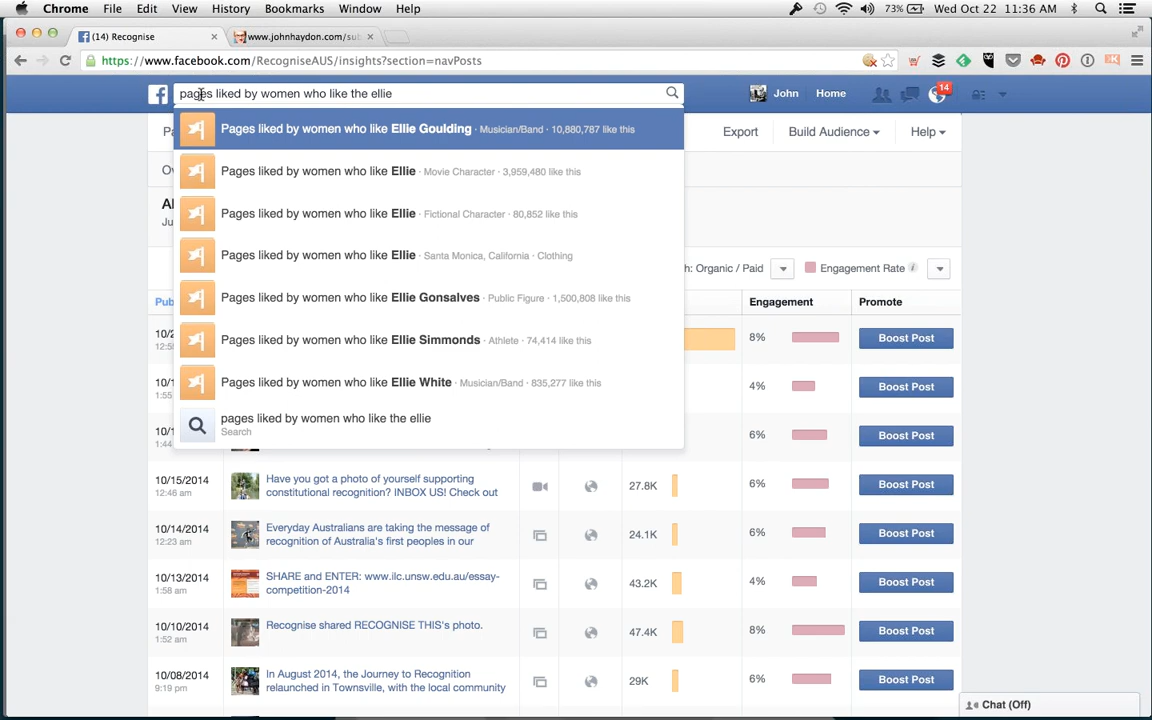 Chrome File Edit View History Bookmarks Window Help 73% Wed Oct 22 11:36 AM
(14) Recognise × www.johnhaydon.com/sub ×
https://www.facebook.com/RecogniseAUS/insights?section=navPosts
pages liked by women who like the ellie John Home 14
Pages liked by women who like Ellie Goulding · Musician/Band · 10,880,787 like this
Export Build Audience Help
Pages liked by women who like Ellie · Movie Character · 3,959,480 like this
Pages liked by women who like Ellie · Fictional Character · 80,852 like this
Pages liked by women who like Ellie · Santa Monica, California · Clothing
h: Organic / Paid Engagement Rate i
Pages liked by women who like Ellie Gonsalves · Public Figure · 1,500,808 like this
Engagement Promote
Pages liked by women who like Ellie Simmonds · Athlete · 74,414 like this
8% Boost Post
Pages liked by women who like Ellie White · Musician/Band · 835,277 like this
4% Boost Post
pages liked by women who like the ellie
Search
6% Boost Post
10/15/2014 Have you got a photo of yourself supporting 27.8K 6% Boost Post
12:46 am constitutional recognition? INBOX US! Check out
10/14/2014 Everyday Australians are taking the message of 24.1K 6% Boost Post
12:23 am recognition of Australia's first peoples in our
10/13/2014 SHARE and ENTER: www.ilc.unsw.edu.au/essay- 43.2K 4% Boost Post
1:58 am competition-2014
10/10/2014 Recognise shared RECOGNISE THIS's photo. 47.4K 8% Boost Post
1:52 am
10/08/2014 In August 2014, the Journey to Recognition 29K 6% Boost Post
9:19 pm relaunched in Townsville, with the local community
Chat (Off)